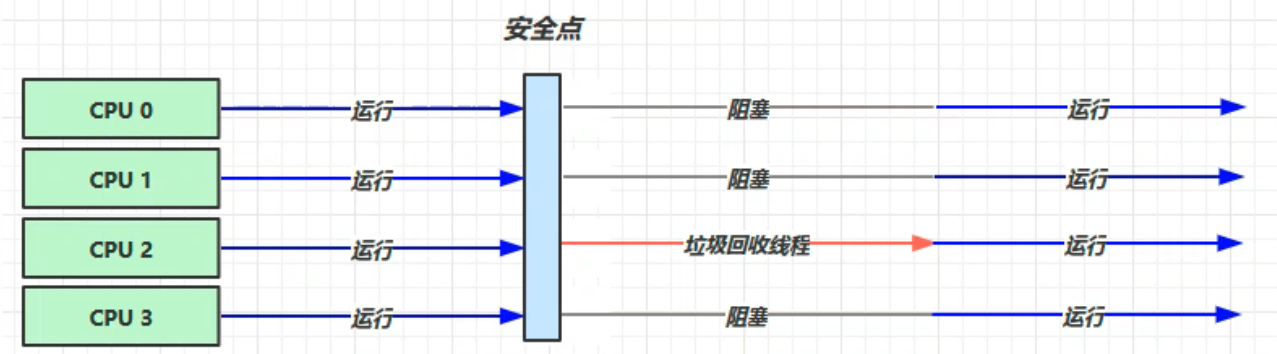 安全点
CPU 0 运行 阻塞 运行
CPU 1 运行 阻塞 运行
CPU 2 运行 垃圾回收线程 运行
CPU 3 运行 阻塞 运行